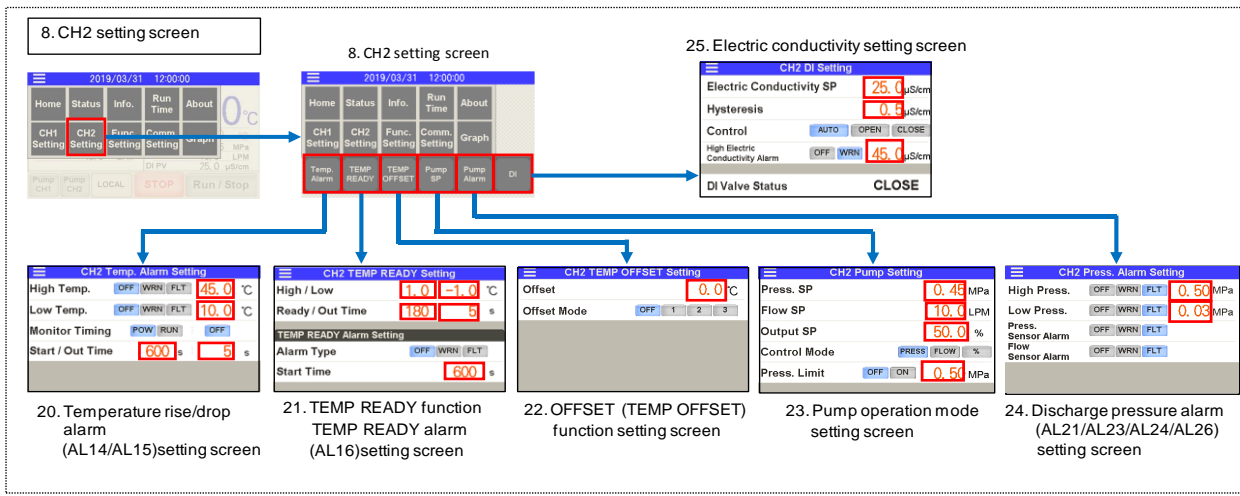 8. CH2 setting screen
2019/03/31 12:00:00
Home Status Info. Run Time About
0 ℃
CH1 Setting CH2 Setting Func. Setting Comm. Setting Graph
MPa
LPM
DI PV 25. 0 µS/cm
Pump CH1 Pump CH2 LOCAL STOP Run / Stop
8. CH2 setting screen
2019/03/31 12:00:00
Home Status Info. Run Time About
CH1 Setting CH2 Setting Func. Setting Comm. Setting Graph
Temp. Alarm TEMP READY TEMP OFFSET Pump SP Pump Alarm DI
25. Electric conductivity setting screen
CH2 DI Setting
Electric Conductivity SP 25. 0 µS/cm
Hysteresis 0. 5 µS/cm
Control AUTO OPEN CLOSE
High Electric
Conductivity Alarm OFF WRN 45. 0 µS/cm
DI Valve Status CLOSE
CH2 Temp. Alarm Setting
High Temp. OFF WRN FLT 45. 0 ℃
Low Temp. OFF WRN FLT 10. 0 ℃
Monitor Timing POW RUN OFF
Start / Out Time 600 s 5 s
20. Temperature rise/drop
alarm
(AL14/AL15)setting screen
CH2 TEMP READY Setting
High / Low 1. 0 -1. 0 ℃
Ready / Out Time 180 5 s
TEMP READY Alarm Setting
Alarm Type OFF WRN FLT
Start Time 600 s
21. TEMP READY function
TEMP READY alarm
(AL16)setting screen
CH2 TEMP OFFSET Setting
Offset 0. 0 ℃
Offset Mode OFF 1 2 3
22. OFFSET (TEMP OFFSET)
function setting screen
CH2 Pump Setting
Press. SP 0. 45 MPa
Flow SP 10. 0 LPM
Output SP 50. 0 %
Control Mode PRESS FLOW %
Press. Limit OFF ON 0. 50 MPa
23. Pump operation mode
setting screen
CH2 Press. Alarm Setting
High Press. OFF WRN FLT 0. 50 MPa
Low Press. OFF WRN FLT 0. 03 MPa
Press.
Sensor Alarm OFF WRN FLT
Flow
Sensor Alarm OFF WRN FLT
24. Discharge pressure alarm
(AL21/AL23/AL24/AL26)
setting screen